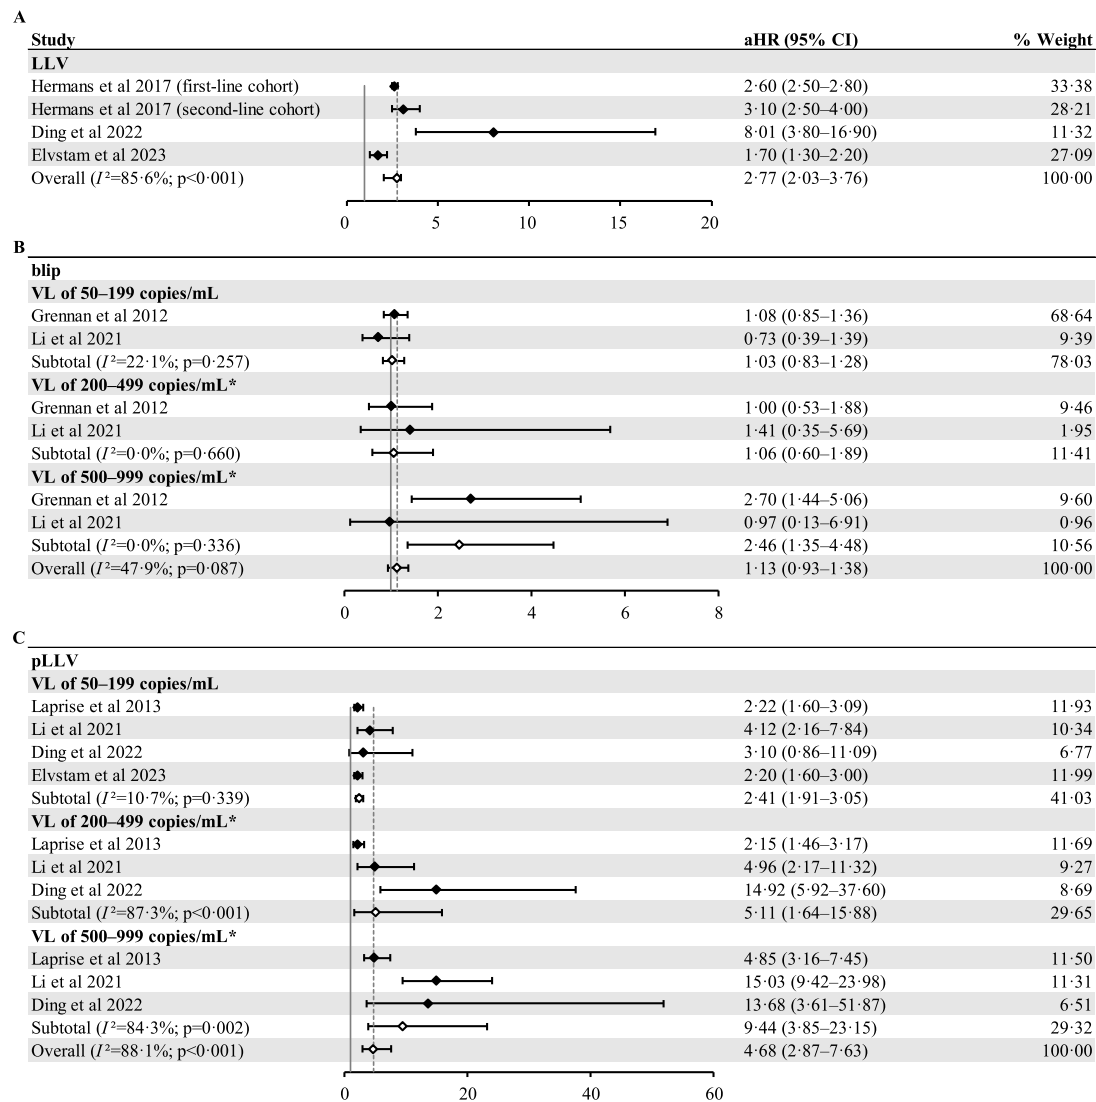 A
Study aHR (95% CI) % Weight
LLV
Hermans et al 2017 (first-line cohort) 2·60 (2·50–2·80) 33·38
Hermans et al 2017 (second-line cohort) 3·10 (2·50–4·00) 28·21
Ding et al 2022 8·01 (3·80–16·90) 11·32
Elvstam et al 2023 1·70 (1·30–2·20) 27·09
Overall (I²=85·6%; p<0·001) 2·77 (2·03–3·76) 100·00
0 5 10 15 20
B
blip
VL of 50–199 copies/mL
Grennan et al 2012 1·08 (0·85–1·36) 68·64
Li et al 2021 0·73 (0·39–1·39) 9·39
Subtotal (I²=22·1%; p=0·257) 1·03 (0·83–1·28) 78·03
VL of 200–499 copies/mL*
Grennan et al 2012 1·00 (0·53–1·88) 9·46
Li et al 2021 1·41 (0·35–5·69) 1·95
Subtotal (I²=0·0%; p=0·660) 1·06 (0·60–1·89) 11·41
VL of 500–999 copies/mL*
Grennan et al 2012 2·70 (1·44–5·06) 9·60
Li et al 2021 0·97 (0·13–6·91) 0·96
Subtotal (I²=0·0%; p=0·336) 2·46 (1·35–4·48) 10·56
Overall (I²=47·9%; p=0·087) 1·13 (0·93–1·38) 100·00
0 2 4 6 8
C
pLLV
VL of 50–199 copies/mL
Laprise et al 2013 2·22 (1·60–3·09) 11·93
Li et al 2021 4·12 (2·16–7·84) 10·34
Ding et al 2022 3·10 (0·86–11·09) 6·77
Elvstam et al 2023 2·20 (1·60–3·00) 11·99
Subtotal (I²=10·7%; p=0·339) 2·41 (1·91–3·05) 41·03
VL of 200–499 copies/mL*
Laprise et al 2013 2·15 (1·46–3·17) 11·69
Li et al 2021 4·96 (2·17–11·32) 9·27
Ding et al 2022 14·92 (5·92–37·60) 8·69
Subtotal (I²=87·3%; p<0·001) 5·11 (1·64–15·88) 29·65
VL of 500–999 copies/mL*
Laprise et al 2013 4·85 (3·16–7·45) 11·50
Li et al 2021 15·03 (9·42–23·98) 11·31
Ding et al 2022 13·68 (3·61–51·87) 6·51
Subtotal (I²=84·3%; p=0·002) 9·44 (3·85–23·15) 29·32
Overall (I²=88·1%; p<0·001) 4·68 (2·87–7·63) 100·00
0 20 40 60